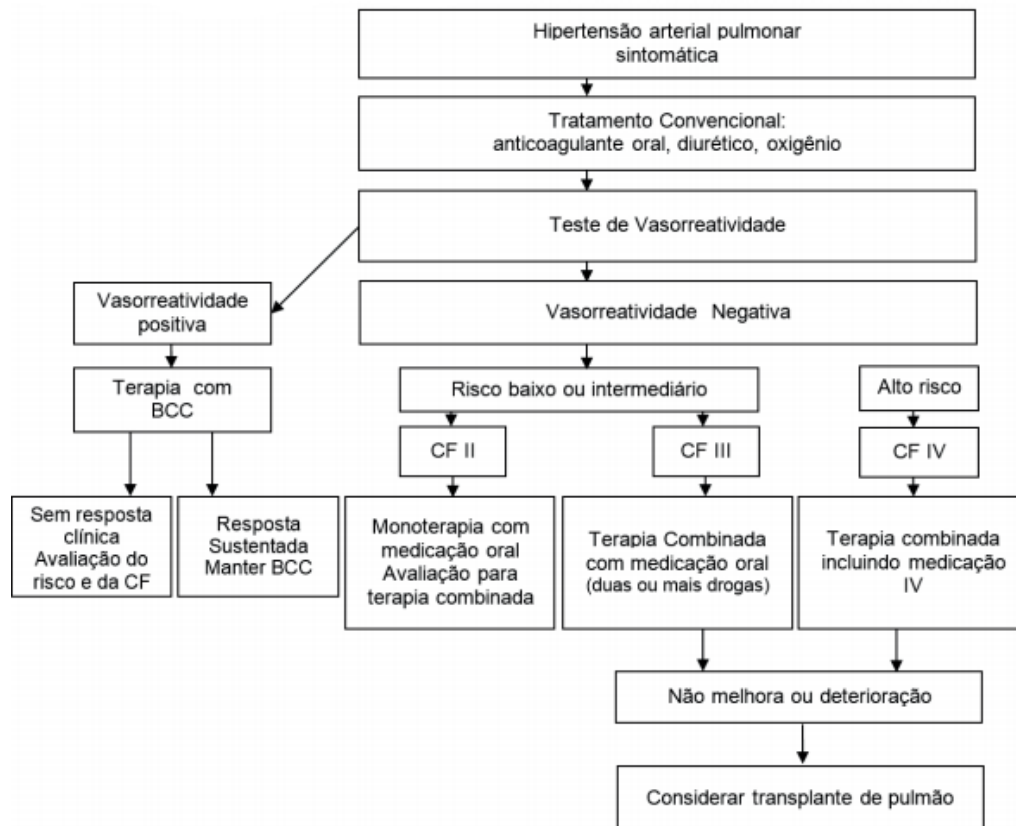 Hipertensão arterial pulmonar
sintomática
Tratamento Convencional:
anticoagulante oral, diurético, oxigênio
Teste de Vasorreatividade
Vasorreatividade
positiva
Vasorreatividade Negativa
Terapia com
BCC
Risco baixo ou intermediário
Alto risco
CF II
CF III
CF IV
Sem resposta
clínica
Avaliação do
risco e da CF
Resposta
Sustentada
Manter BCC
Monoterapia com
medicação oral
Avaliação para
terapia combinada
Terapia Combinada
com medicação oral
(duas ou mais drogas)
Terapia combinada
incluindo medicação
IV
Não melhora ou deterioração
Considerar transplante de pulmão